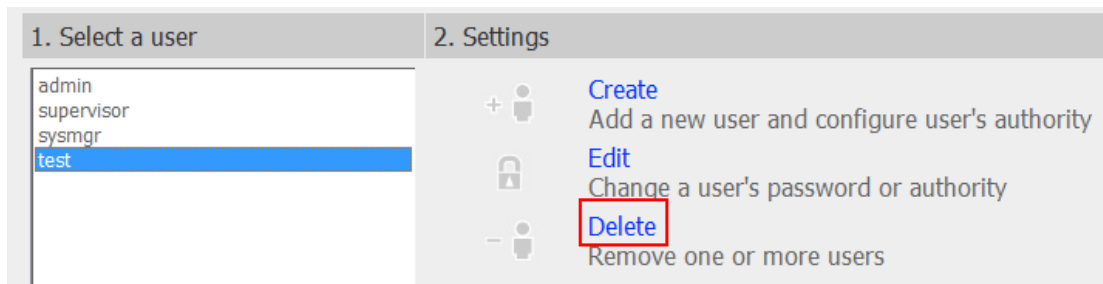 1. Select a user
2. Settings
admin
supervisor
sysmgr
test
Create
Add a new user and configure user's authority
Edit
Change a user's password or authority
Delete
Remove one or more users